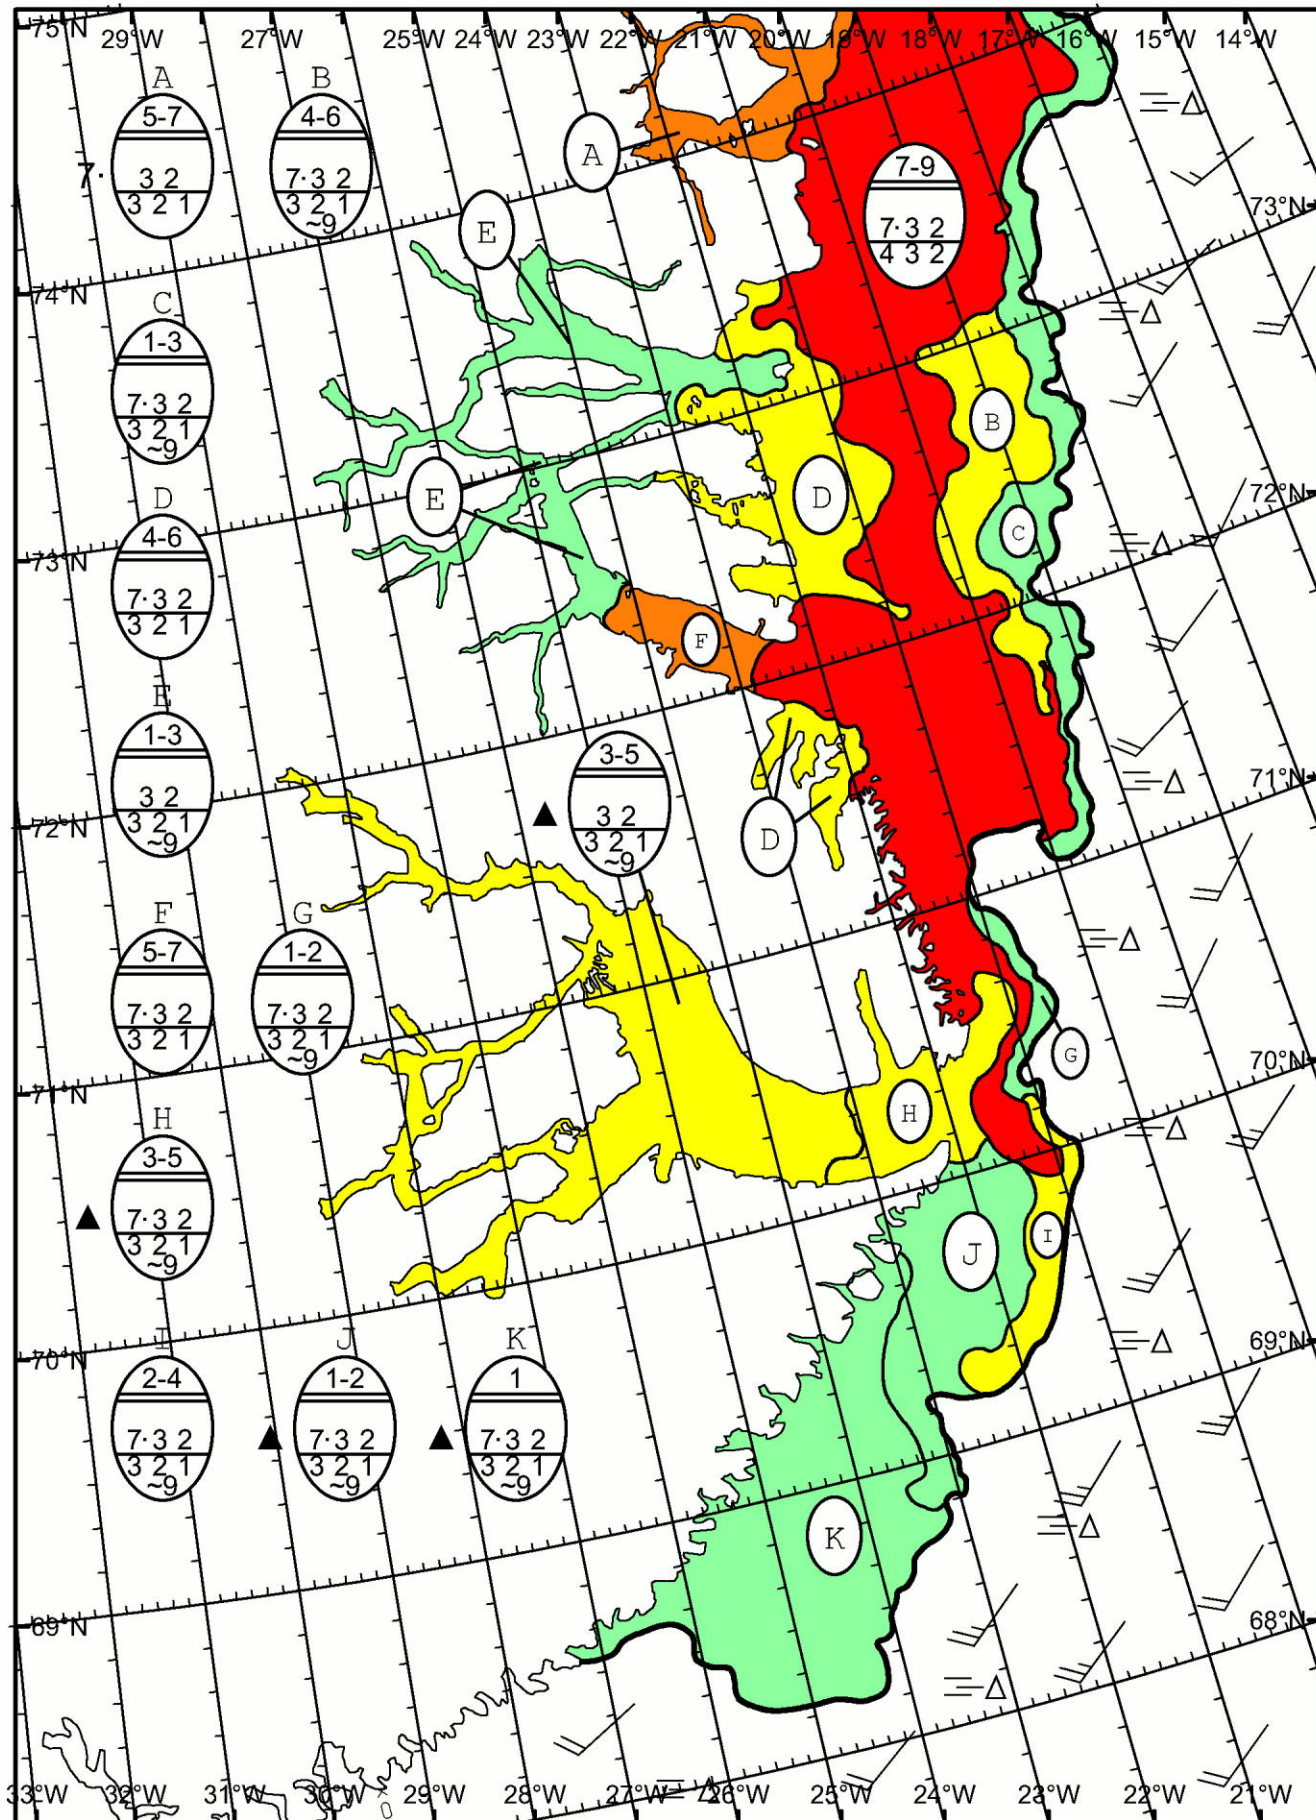 75°N 29°W 27°W 25°W 24°W 23°W 22°W 21°W 20°W 19°W 18°W 17°W 16°W 15°W 14°W
A B
5-7 4-6
7· 3 2 7· 3 2
3 2 1 3 2 1
~9
A
7-9
7· 3 2
4 3 2
73°N
E
74°N
C
1-3
7· 3 2
3 2 1
~9
B
E
D
C
72°N
D
4-6
7· 3 2
3 2 1
73°N
F
E
1-3
3 2
3 2 1
~9
3-5
▲ 3 2
3 2 1
~9
D
71°N
72°N
F G
5-7 1-2
7· 3 2 7· 3 2
3 2 1 3 2 1
~9
G
70°N
71°N
H
H
3-5
7· 3 2
▲ 3 2 1
~9
J I
70°N
69°N
I J K
2-4 1-2 1
7· 3 2 ▲ 7· 3 2 ▲ 7· 3 2
3 2 1 3 2 1 3 2 1
~9 ~9 ~9
K
69°N
68°N
33°W 32°W 31°W 30°W 29°W 28°W 27°W 26°W 25°W 24°W 23°W 22°W 21°W